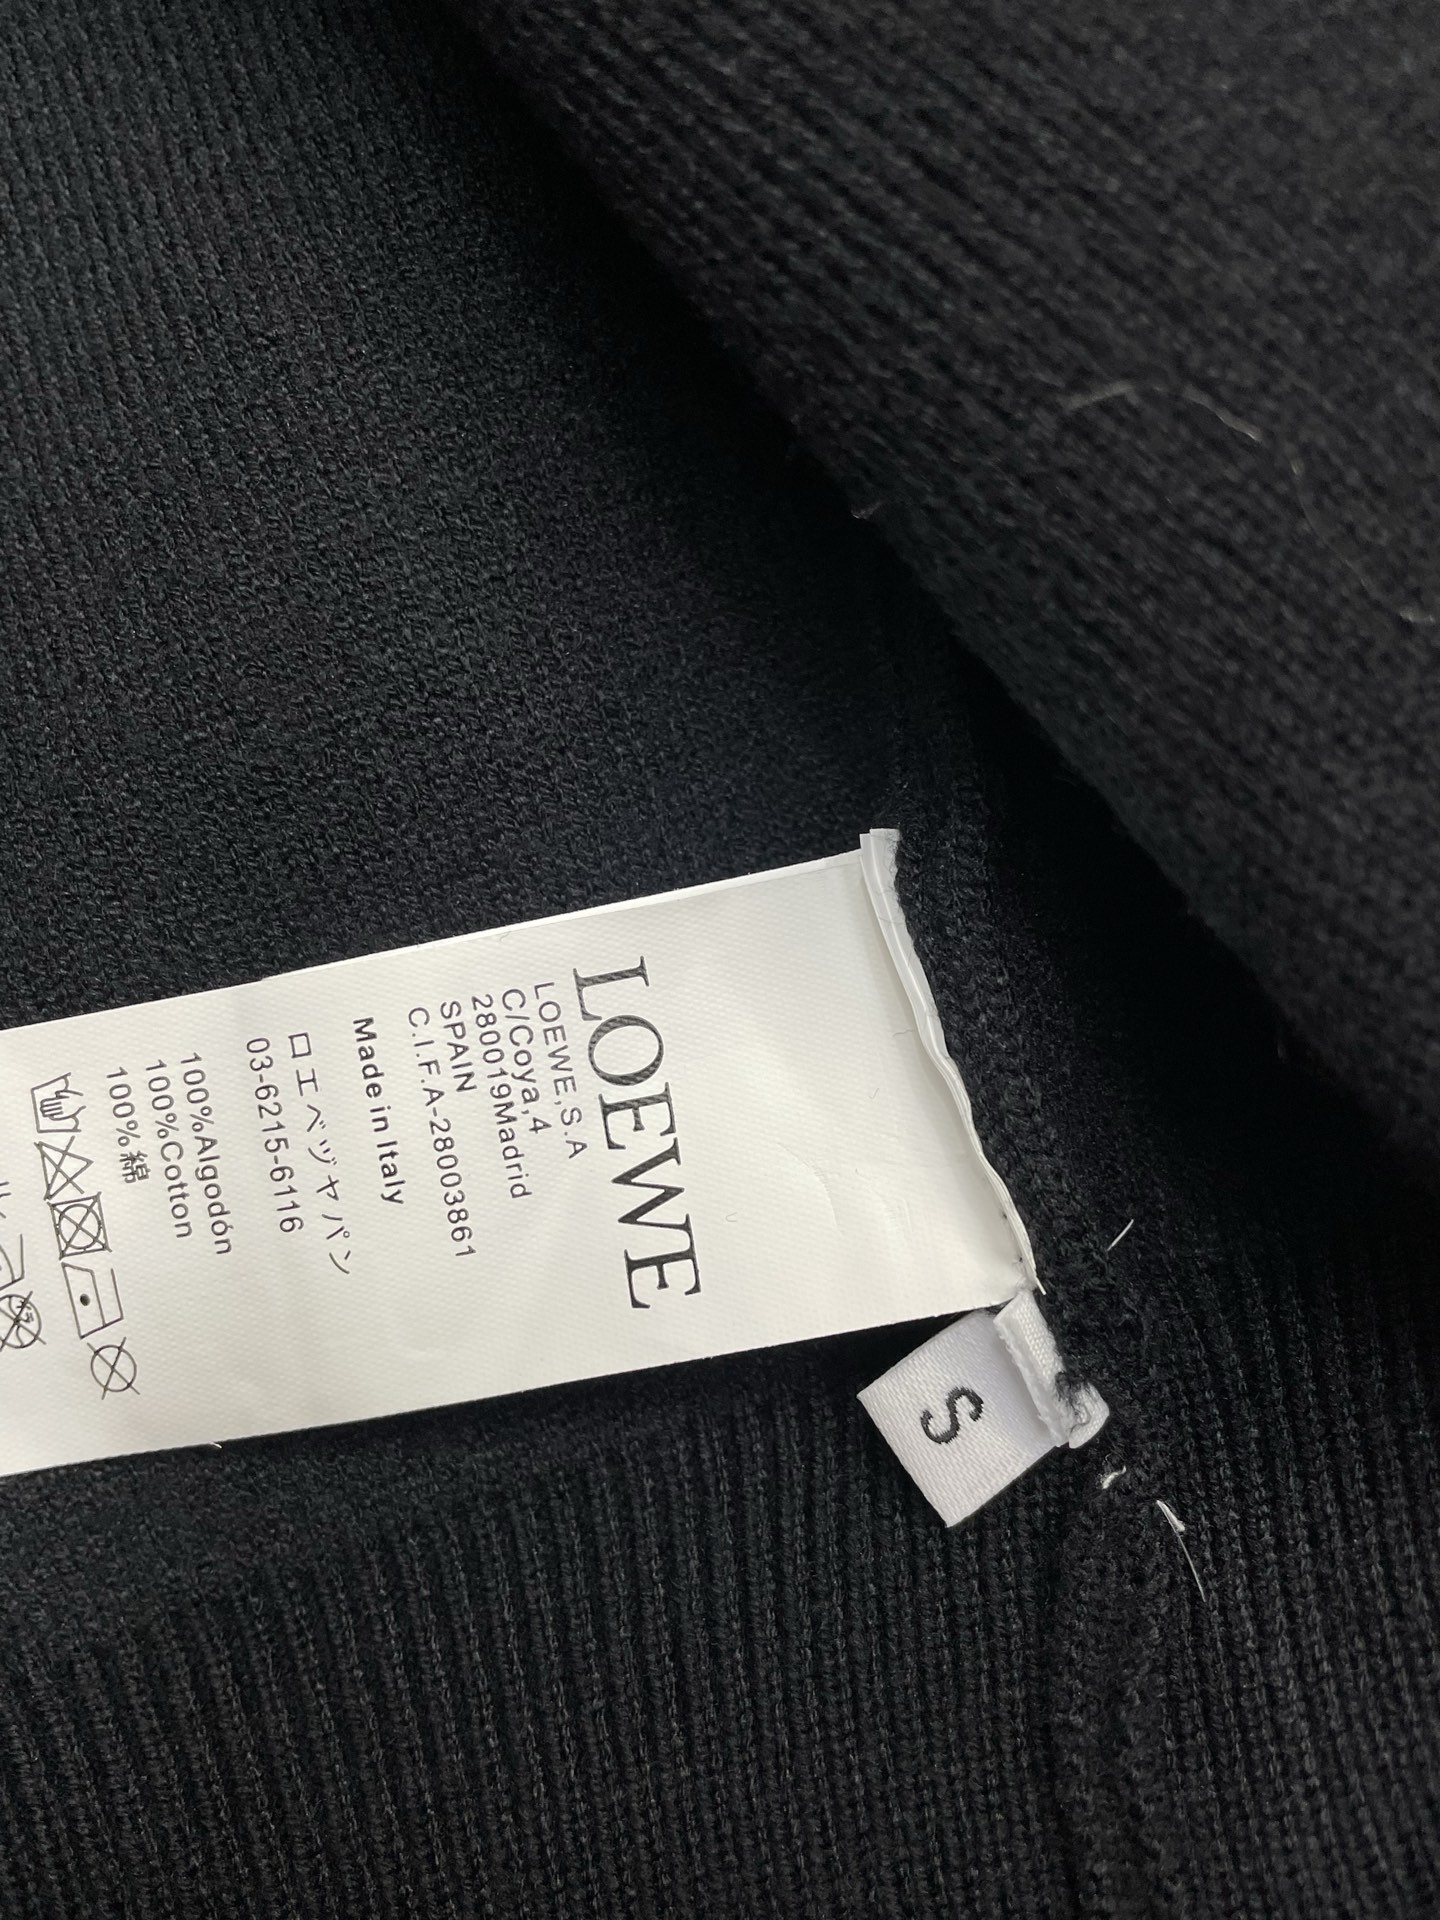 LOEWE
LOEWE,S.A
C/Coya,4
280019Madrid
SPAIN
C.I.F.A-28003861
Made in Italy
ロエベヅャパン
03-6215-6116
100%Algodón
100%Cotton
100%綿
S